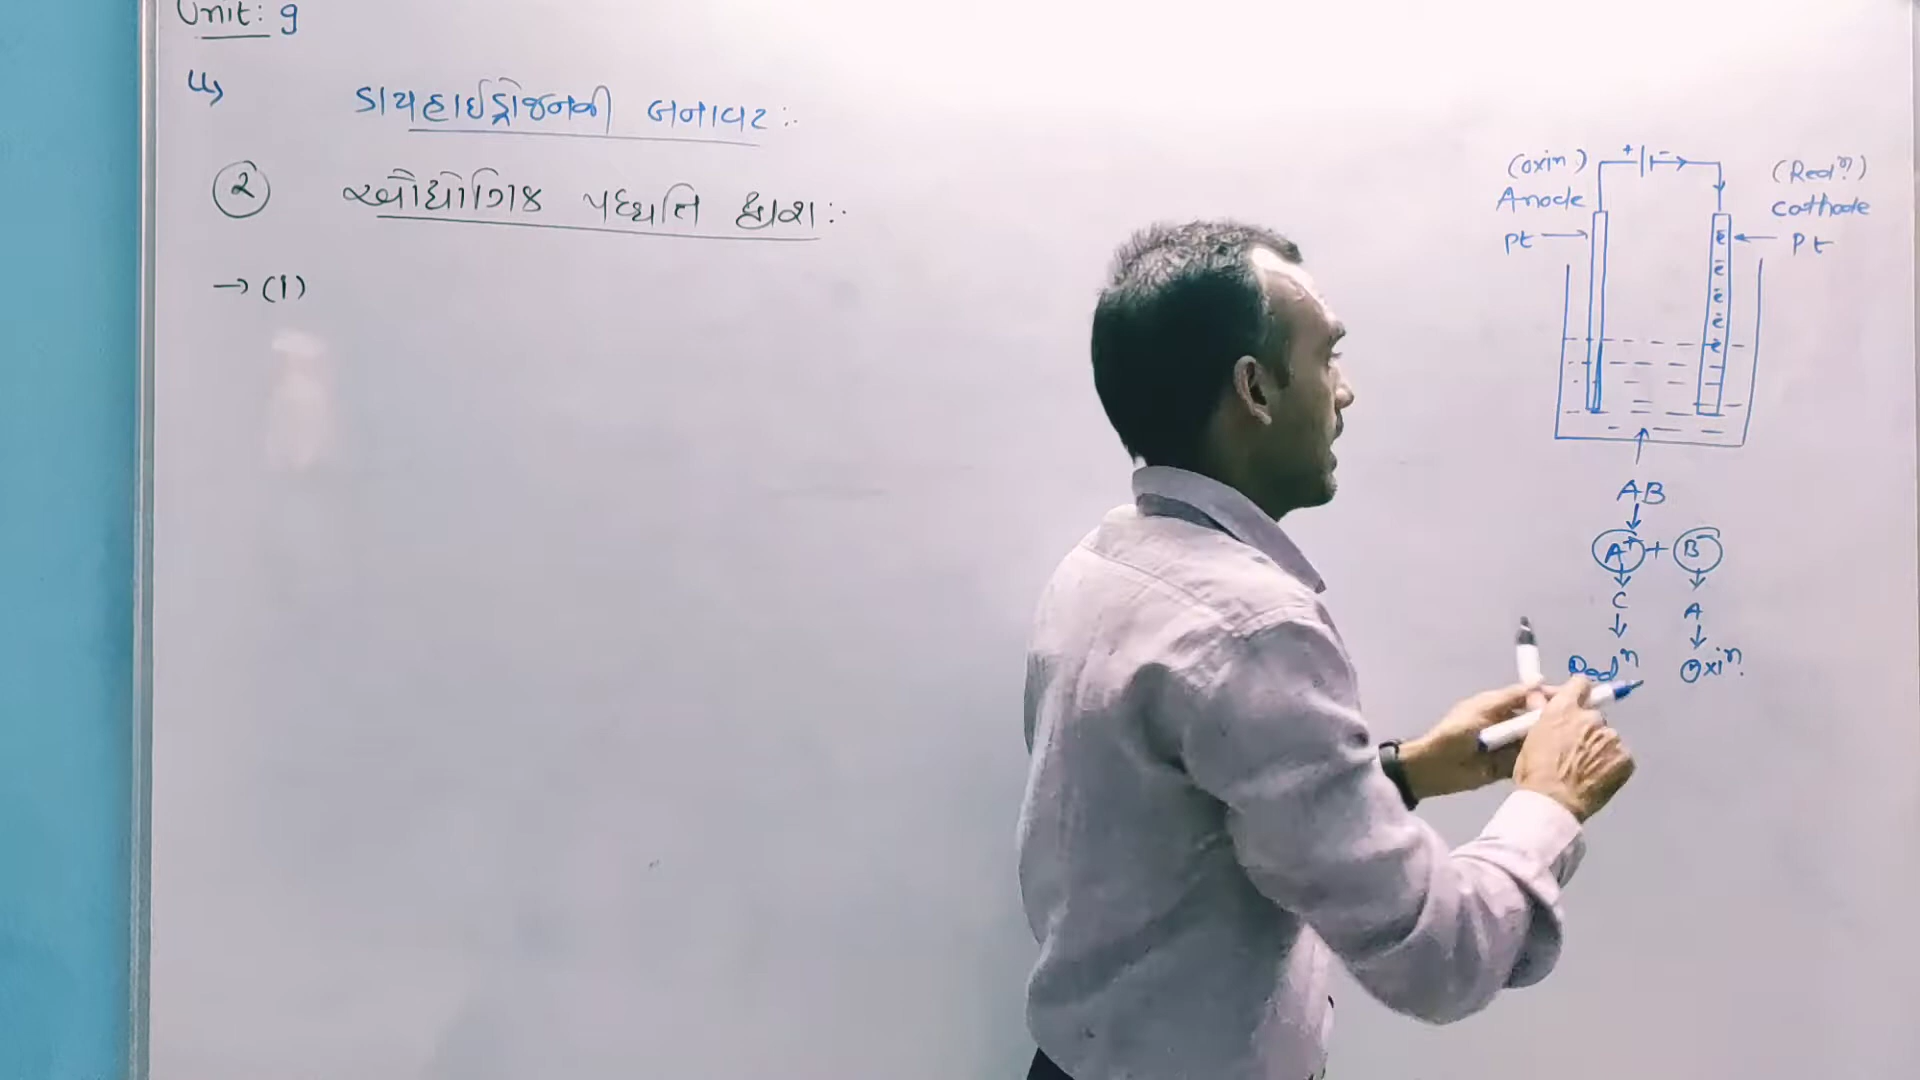 Unit: 9
ડાયહાઈડ્રોજનની બનાવટ :-
૨ ઔદ્યોગિક પદ્ધતિ દ્વારા :-
→ (1)
(oxin.) + - (Redn.)
Anode Cathode
Pt → ← Pt
e-
e-
e-
e-
e-
AB
A+ + B-
C A
Redn Oxin.